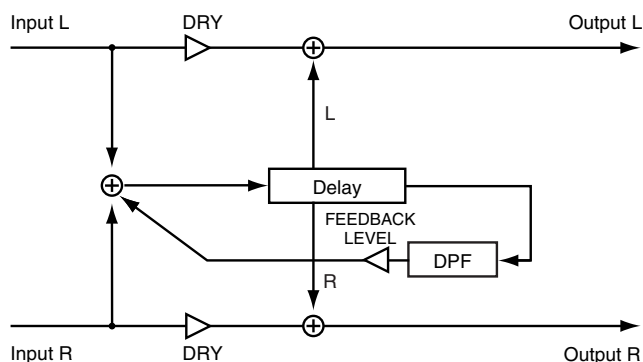 Input L
DRY
Output L
L
Delay
FEEDBACK
LEVEL
DPF
R
Input R
DRY
Output R